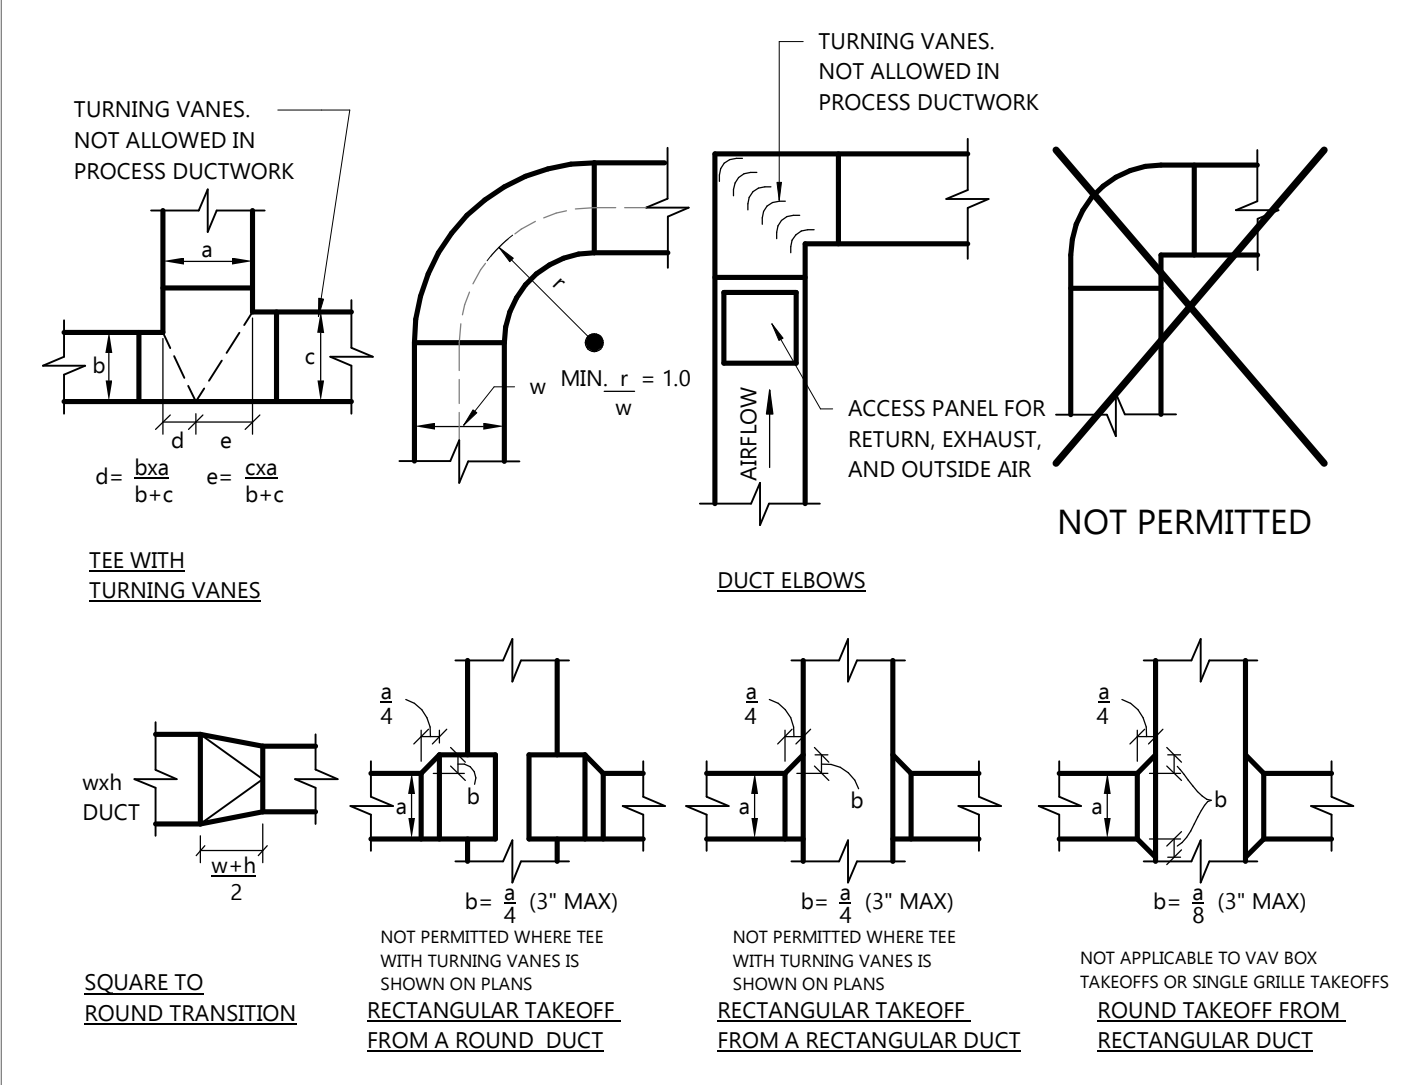 TURNING VANES.
NOT ALLOWED IN
PROCESS DUCTWORK
a
b
c
d
e
d= bxa
b+c
e= cxa
b+c
TEE WITH
TURNING VANES
r
w
MIN. r = 1.0
w
TURNING VANES.
NOT ALLOWED IN
PROCESS DUCTWORK
AIRFLOW
ACCESS PANEL FOR
RETURN, EXHAUST,
AND OUTSIDE AIR
DUCT ELBOWS
NOT PERMITTED
wxh
DUCT
w+h
2
SQUARE TO
ROUND TRANSITION
a
4
a
b
b= a (3" MAX)
4
NOT PERMITTED WHERE TEE
WITH TURNING VANES IS
SHOWN ON PLANS
RECTANGULAR TAKEOFF
FROM A ROUND DUCT
a
4
a
b
b= a (3" MAX)
4
NOT PERMITTED WHERE TEE
WITH TURNING VANES IS
SHOWN ON PLANS
RECTANGULAR TAKEOFF
FROM A RECTANGULAR DUCT
a
4
a
b
b= a (3" MAX)
8
NOT APPLICABLE TO VAV BOX
TAKEOFFS OR SINGLE GRILLE TAKEOFFS
ROUND TAKEOFF FROM
RECTANGULAR DUCT